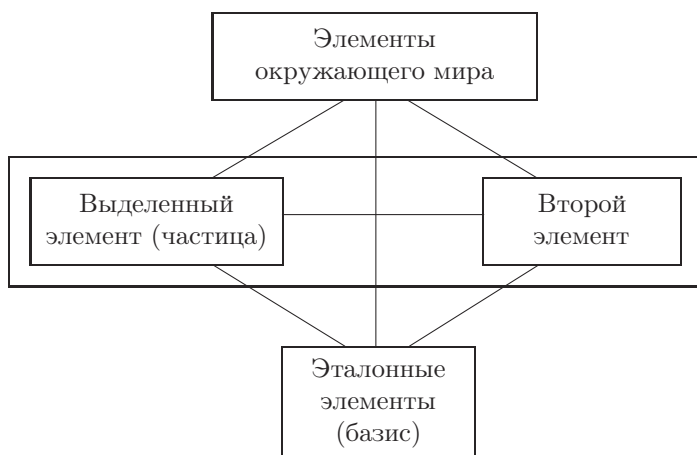 Элементы
окружающего мира
Выделенный
элемент (частица)
Второй
элемент
Эталонные
элементы
(базис)